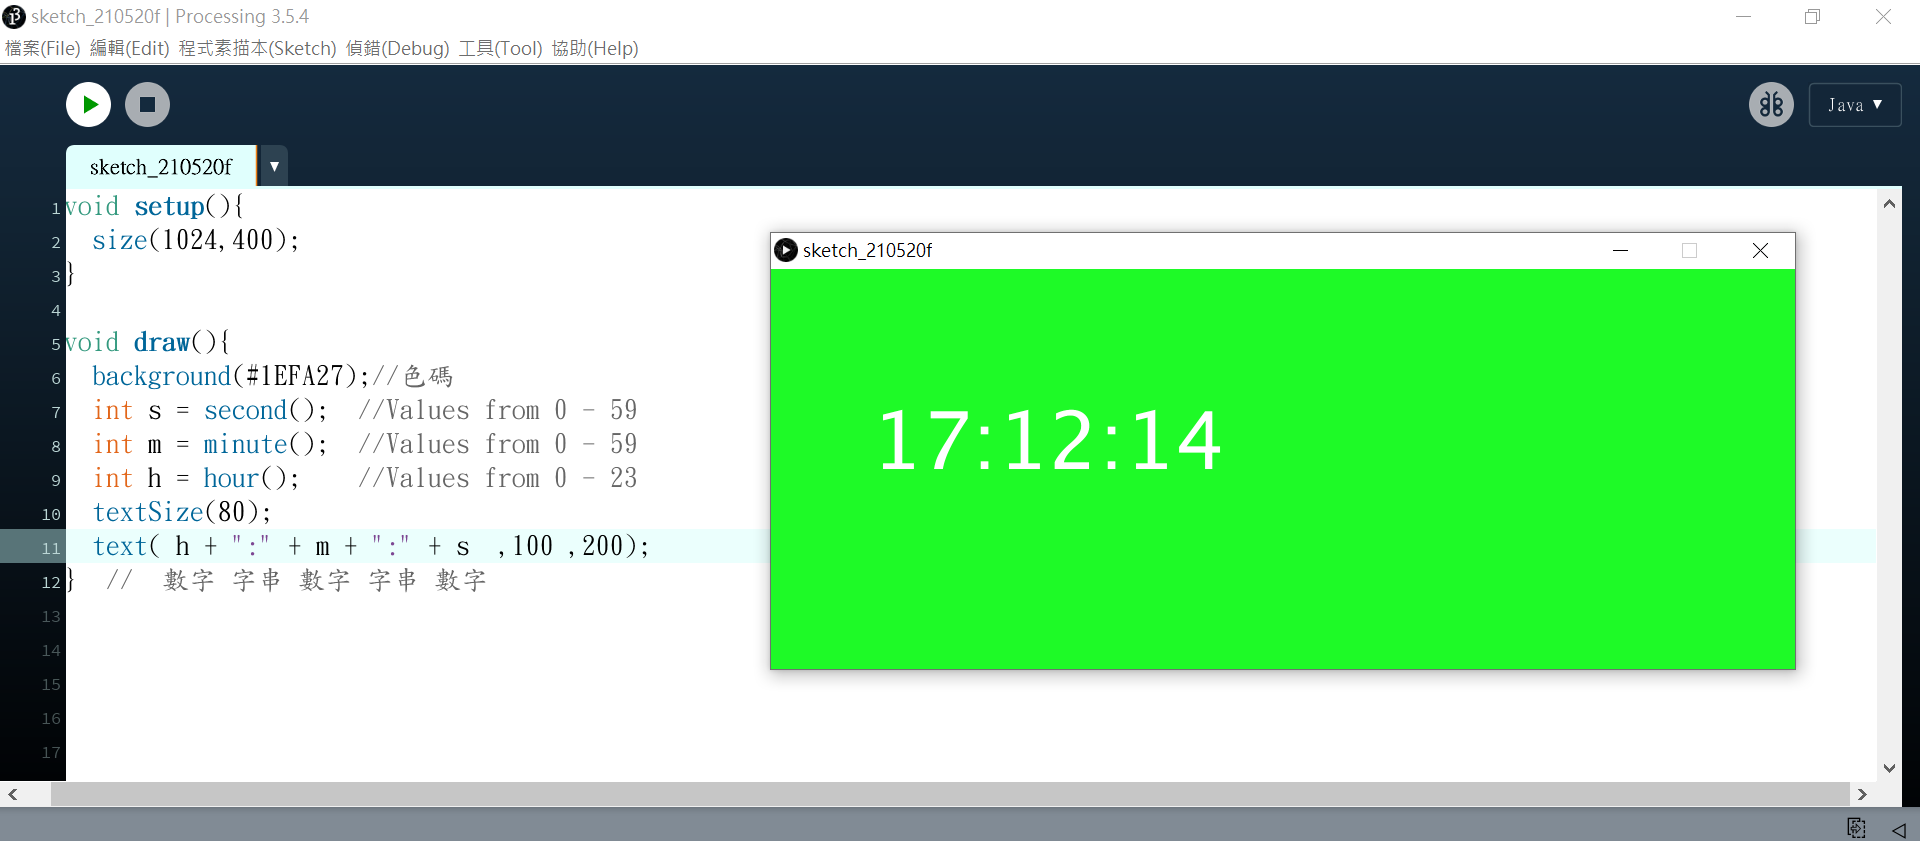 sketch_210520f | Processing 3.5.4
檔案(File) 編輯(Edit) 程式素描本(Sketch) 偵錯(Debug) 工具(Tool) 協助(Help)
Java ▼
sketch_210520f ▼
1 void setup(){
2   size(1024,400);
3 }
4
5 void draw(){
6   background(#1EFA27);//色碼
7   int s = second();  //Values from 0 - 59
8   int m = minute();  //Values from 0 - 59
9   int h = hour();    //Values from 0 - 23
10   textSize(80);
11   text( h + ":" + m + ":" + s  ,100 ,200);
12 }  //  數字 字串 數字 字串 數字
13
14
15
16
17
sketch_210520f
17:12:14